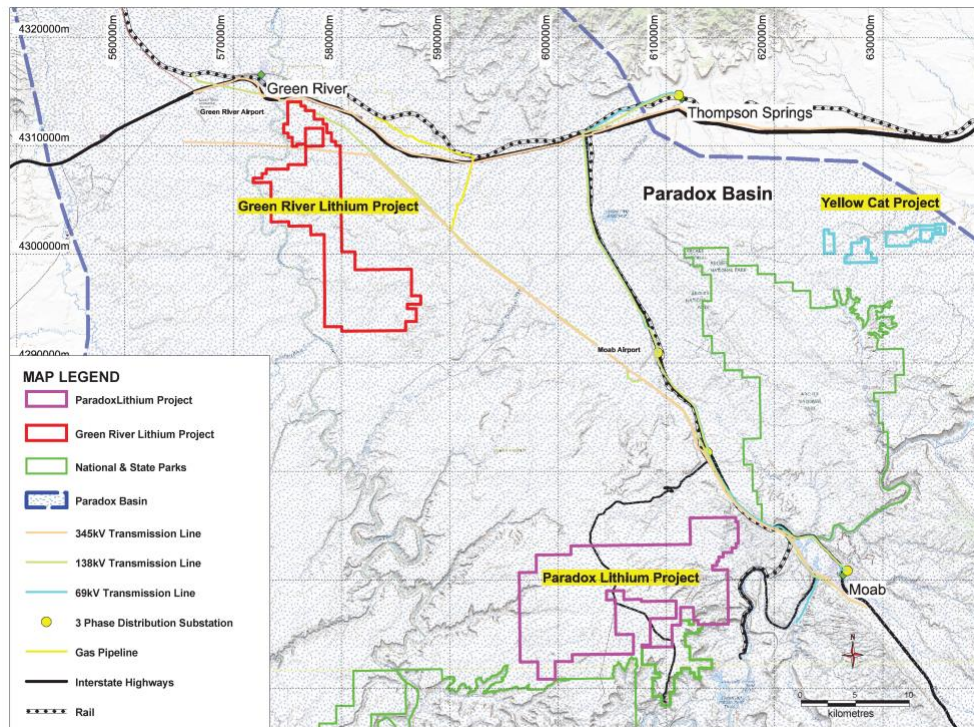 560000m
570000m
580000m
590000m
600000m
610000m
620000m
630000m
4320000m
Green River
Green River Airport
Thompson Springs
4310000m
Paradox Basin
Green River Lithium Project
Yellow Cat Project
4300000m
Moab Airport
4290000m
MAP LEGEND
ParadoxLithium Project
Green River Lithium Project
National & State Parks
Paradox Basin
345kV Transmission Line
138kV Transmission Line
69kV Transmission Line
3 Phase Distribution Substation
Gas Pipeline
Interstate Highways
Rail
Paradox Lithium Project
Moab
N
0 5 10
kilometres